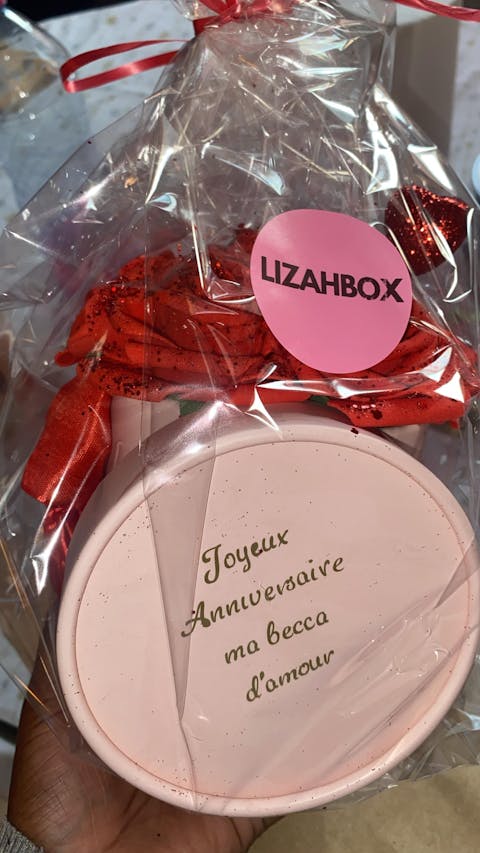 LIZAHBOX
Joyeux
Anniversaire
ma becca
d'amour